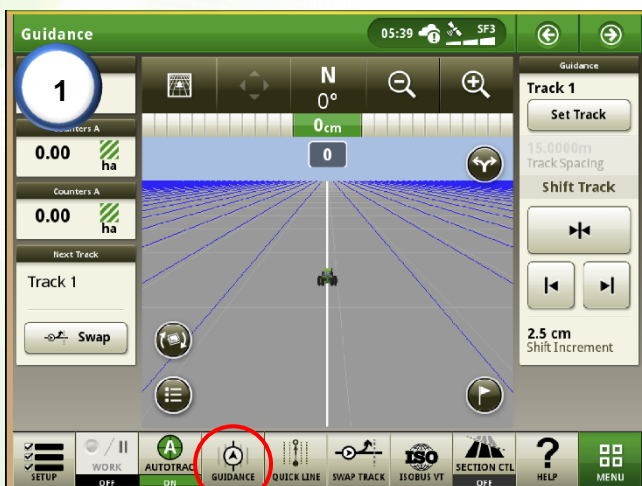 Guidance
05:39
SF3
1
Counters A
0.00
ha
Counters A
0.00
ha
Next Track
Track 1
Swap
N
0°
0cm
0
Guidance
Track 1
Set Track
15.0000m
Track Spacing
Shift Track
2.5 cm
Shift Increment
SETUP
WORK
OFF
A
AUTOTRAC
ON
GUIDANCE
QUICK LINE
SWAP TRACK
ISO
ISOBUS VT
SECTION CTL
OFF
?
HELP
MENU